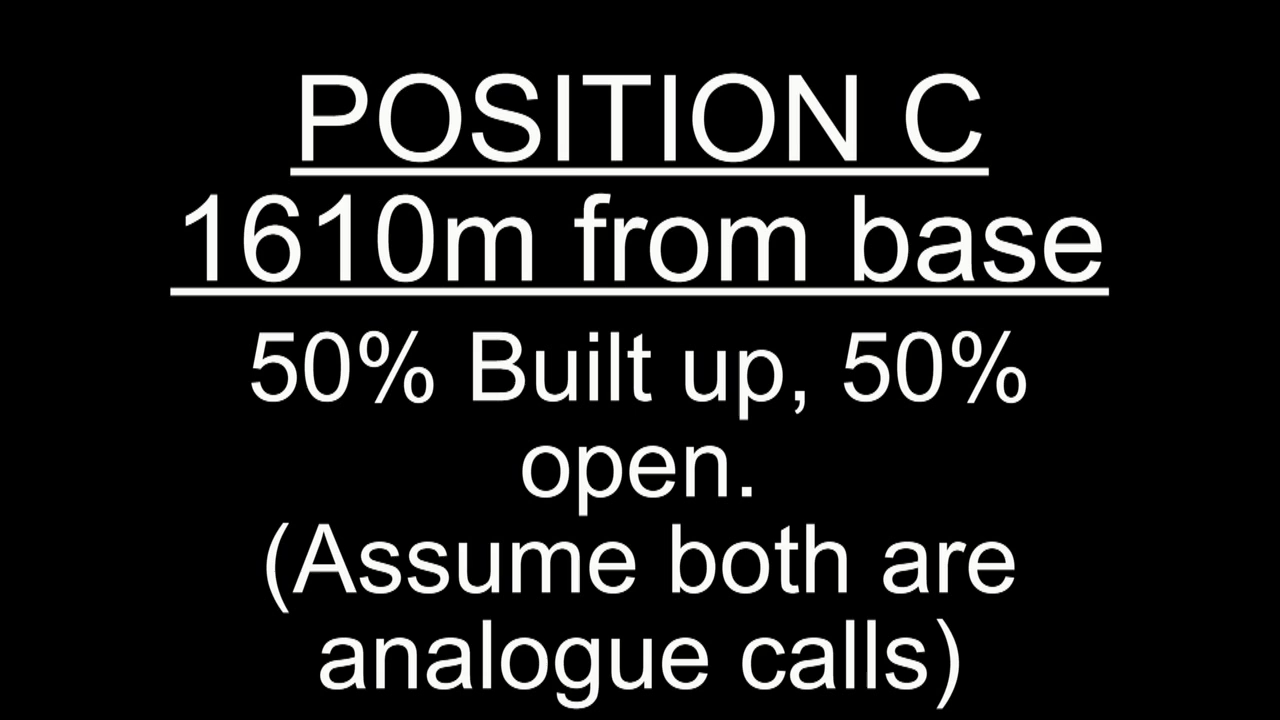 POSITION C
1610m from base
50% Built up, 50%
open.
(Assume both are
analogue calls)